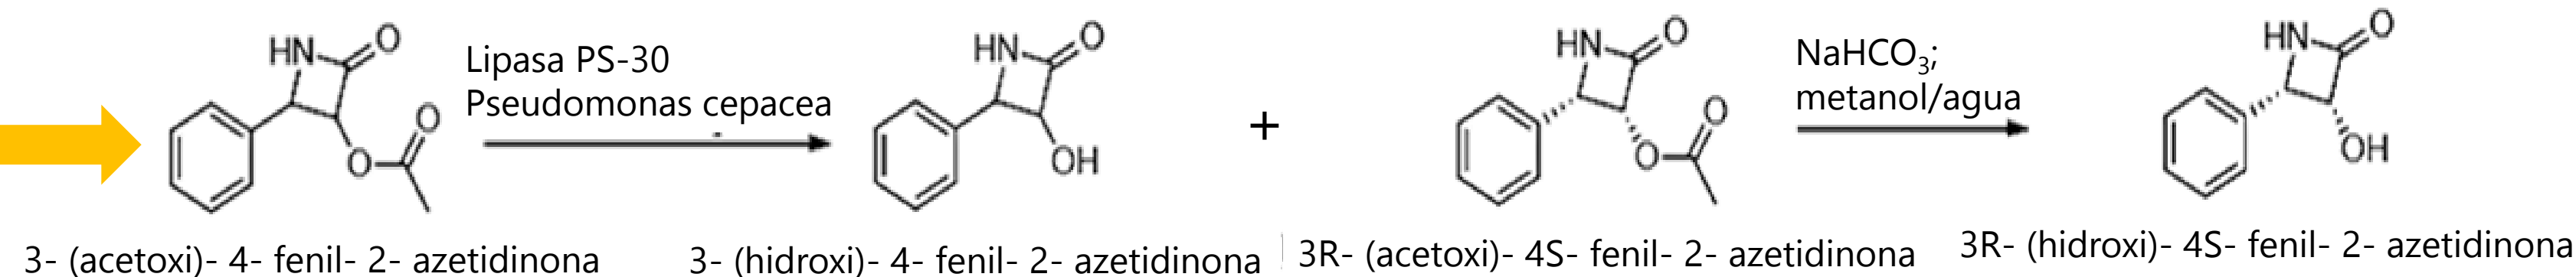 HN O
O
O
Lipasa PS-30
Pseudomonas cepacea
HN O
OH
+
HN O
O
O
NaHCO₃;
metanol/agua
HN O
OH
3- (acetoxi)- 4- fenil- 2- azetidinona
3- (hidroxi)- 4- fenil- 2- azetidinona
3R- (acetoxi)- 4S- fenil- 2- azetidinona
3R- (hidroxi)- 4S- fenil- 2- azetidinona